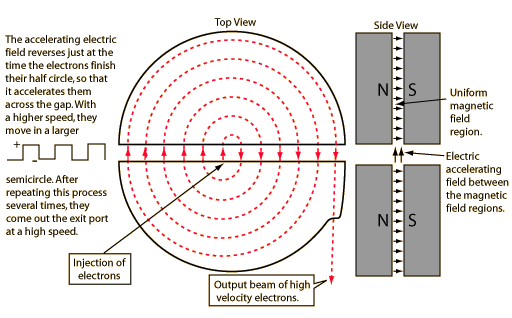 Top View
Side View
The accelerating electric
field reverses just at the
time the electrons finish
their half circle, so that
it accelerates them
across the gap. With
a higher speed, they
move in a larger
+
-
semicircle. After
repeating this process
several times, they
come out the exit port
at a high speed.
Injection of
electrons
Output beam of high
velocity electrons.
N
S
Uniform
magnetic
field
region.
Electric
accelerating
field between
the magnetic
field regions.
N
S